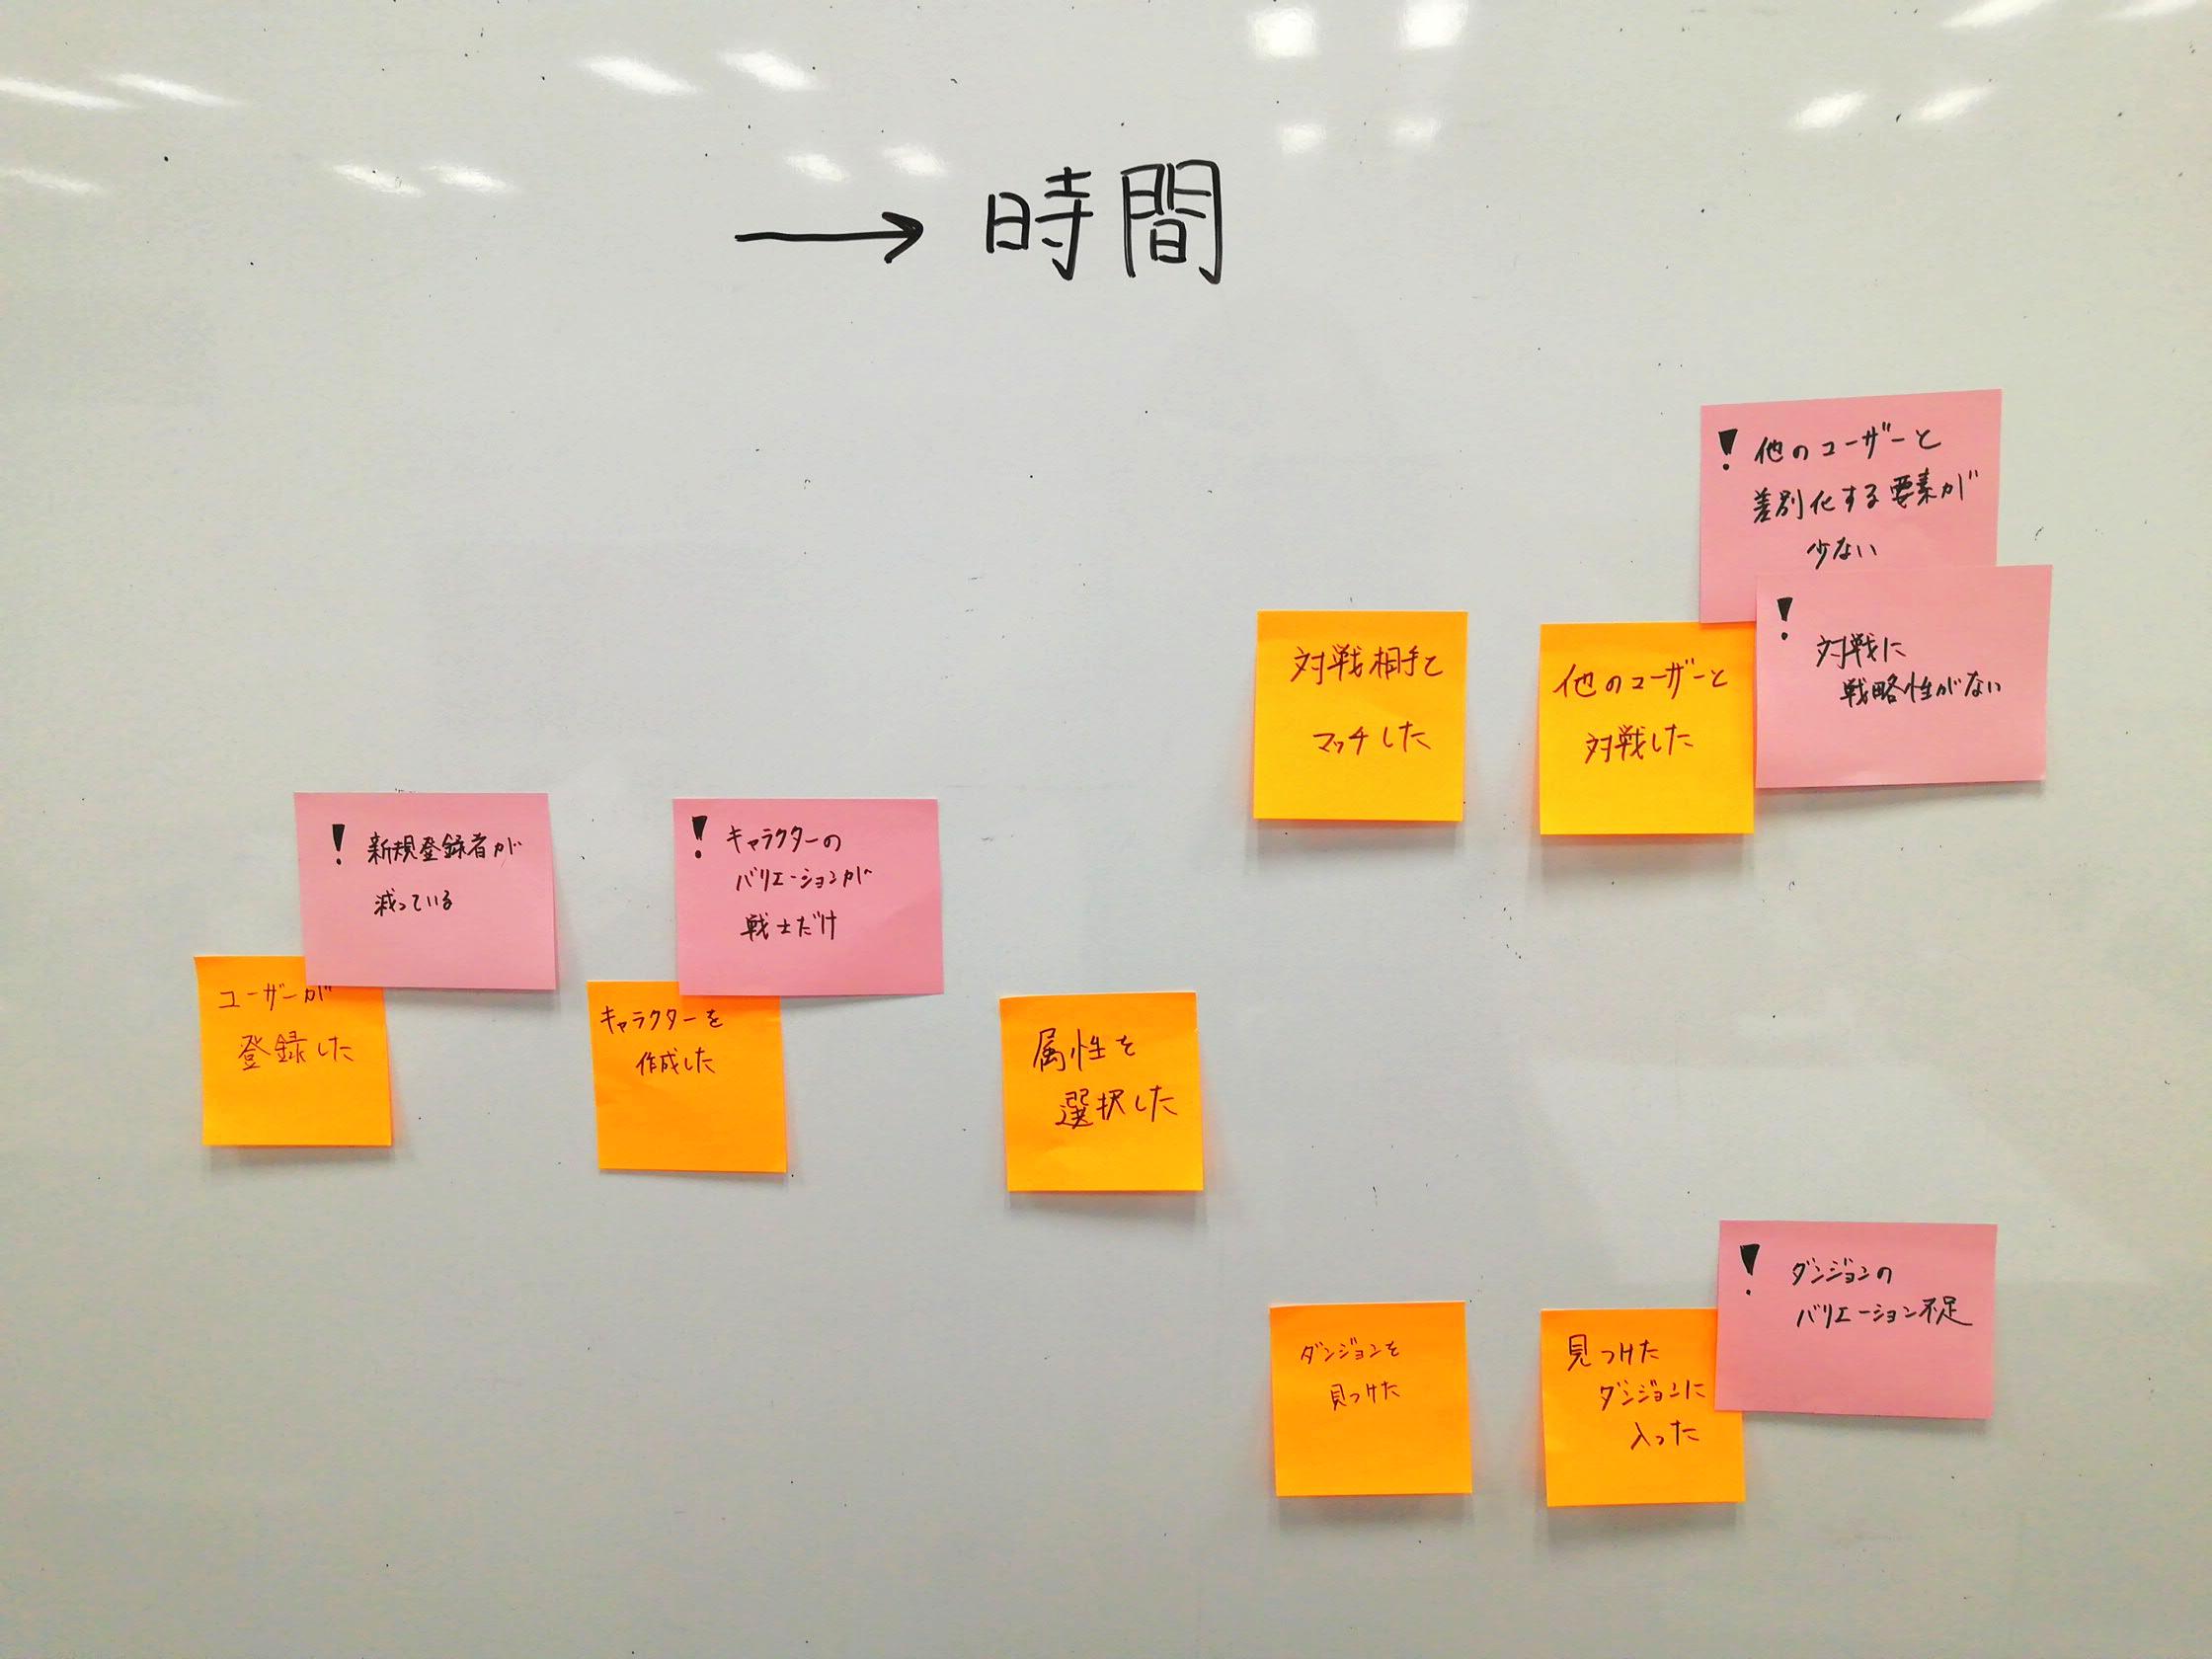 → 時間
! 他のユーザーと
差別化する要素が
少ない
対戦相手と
マッチした
他のユーザーと
対戦した
! 対戦に
戦略性がない
! 新規登録者が
減っている
ユーザーが
登録した
! キャラクターの
バリエーションが
戦士だけ
キャラクターを
作成した
属性を
選択した
ダンジョンを
見つけた
見つけた
ダンジョンに
入った
! ダンジョンの
バリエーション不足